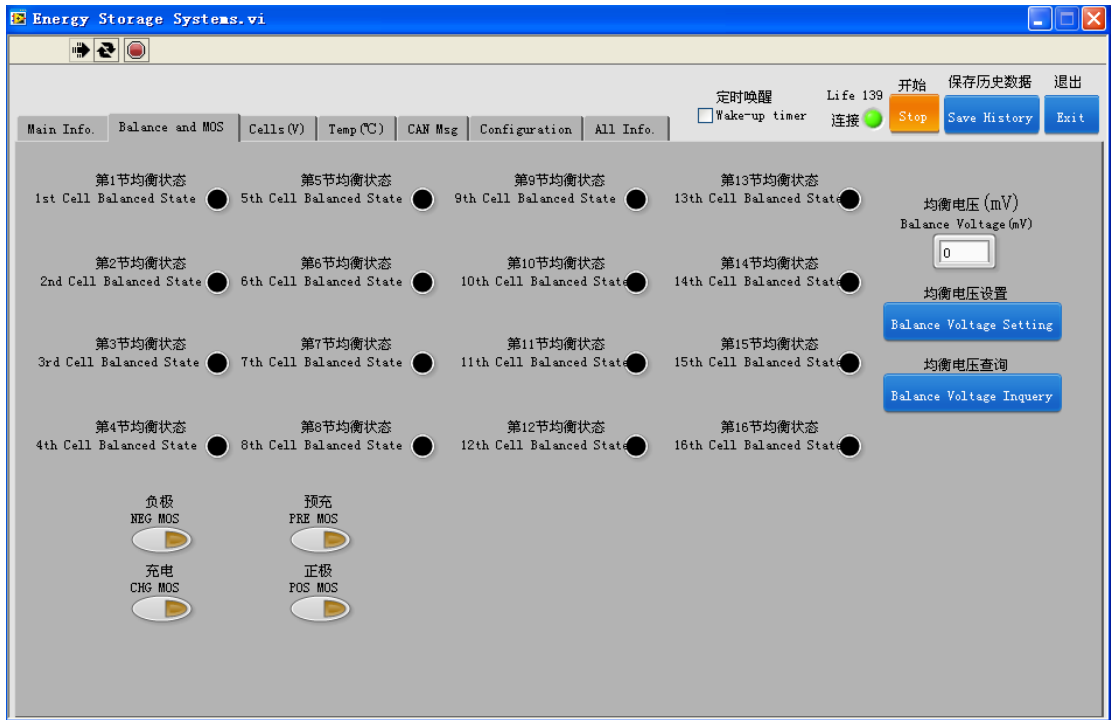 Energy Storage Systems.vi
定时唤醒
Wake-up timer
Life 139
连接
开始
Stop
保存历史数据
Save History
退出
Exit
Main Info.
Balance and MOS
Cells(V)
Temp(℃)
CAN Msg
Configuration
All Info.
第1节均衡状态
1st Cell Balanced State
第5节均衡状态
5th Cell Balanced State
第9节均衡状态
9th Cell Balanced State
第13节均衡状态
13th Cell Balanced State
第2节均衡状态
2nd Cell Balanced State
第6节均衡状态
6th Cell Balanced State
第10节均衡状态
10th Cell Balanced State
第14节均衡状态
14th Cell Balanced State
第3节均衡状态
3rd Cell Balanced State
第7节均衡状态
7th Cell Balanced State
第11节均衡状态
11th Cell Balanced State
第15节均衡状态
15th Cell Balanced State
第4节均衡状态
4th Cell Balanced State
第8节均衡状态
8th Cell Balanced State
第12节均衡状态
12th Cell Balanced State
第16节均衡状态
16th Cell Balanced State
均衡电压(mV)
Balance Voltage(mV)
0
均衡电压设置
Balance Voltage Setting
均衡电压查询
Balance Voltage Inquery
负极
NEG MOS
预充
PRE MOS
充电
CHG MOS
正极
POS MOS